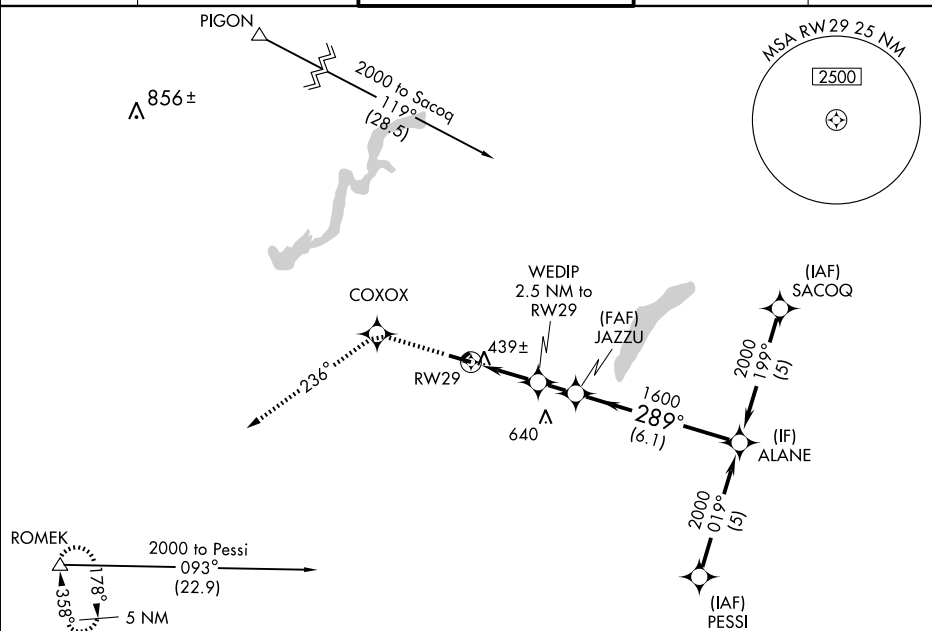 PIGON
2000 to Sacoq
119°
(28.5)
856±
MSA RW29 25 NM
2500
(IAF)
SACOQ
WEDIP
2.5 NM to
RW29
(FAF)
JAZZU
COXOX
439±
RW29
236°
2000
199°
(5)
1600
289°
(6.1)
640
(IF)
ALANE
2000
019°
(5)
ROMEK
2000 to Pessi
093°
(22.9)
358°
178°
5 NM
(IAF)
PESSI